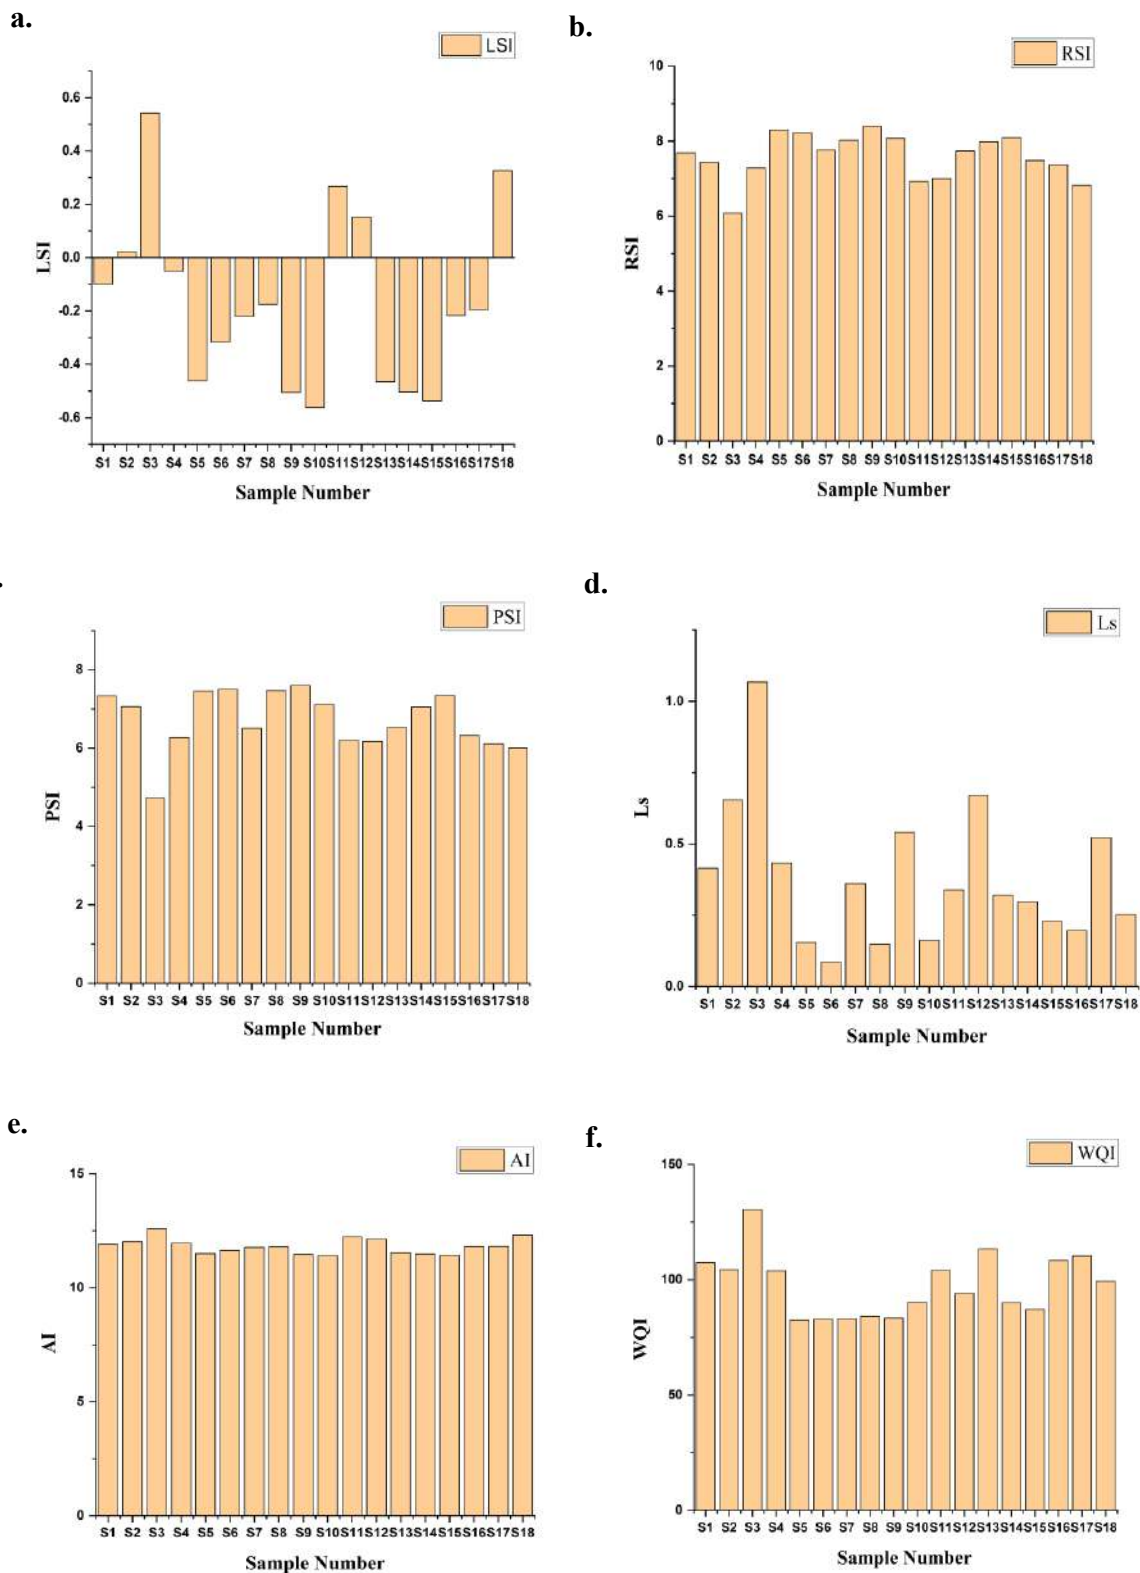 a.
LSI
0.6
0.4
0.2
0.0
-0.2
-0.4
-0.6
LSI
S1 S2 S3 S4 S5 S6 S7 S8 S9 S10 S11 S12 S13 S14 S15 S16 S17 S18
Sample Number
b.
RSI
10
8
6
4
2
0
RSI
S1 S2 S3 S4 S5 S6 S7 S8 S9 S10 S11 S12 S13 S14 S15 S16 S17 S18
Sample Number
.
PSI
8
6
4
2
0
PSI
S1 S2 S3 S4 S5 S6 S7 S8 S9 S10 S11 S12 S13 S14 S15 S16 S17 S18
Sample Number
d.
Ls
1.0
0.5
0.0
Ls
S1 S2 S3 S4 S5 S6 S7 S8 S9 S10 S11 S12 S13 S14 S15 S16 S17 S18
Sample Number
e.
AI
15
10
5
0
AI
S1 S2 S3 S4 S5 S6 S7 S8 S9 S10 S11 S12 S13 S14 S15 S16 S17 S18
Sample Number
f.
WQI
150
100
50
0
WQI
S1 S2 S3 S4 S5 S6 S7 S8 S9 S10 S11 S12 S13 S14 S15 S16 S17 S18
Sample Number